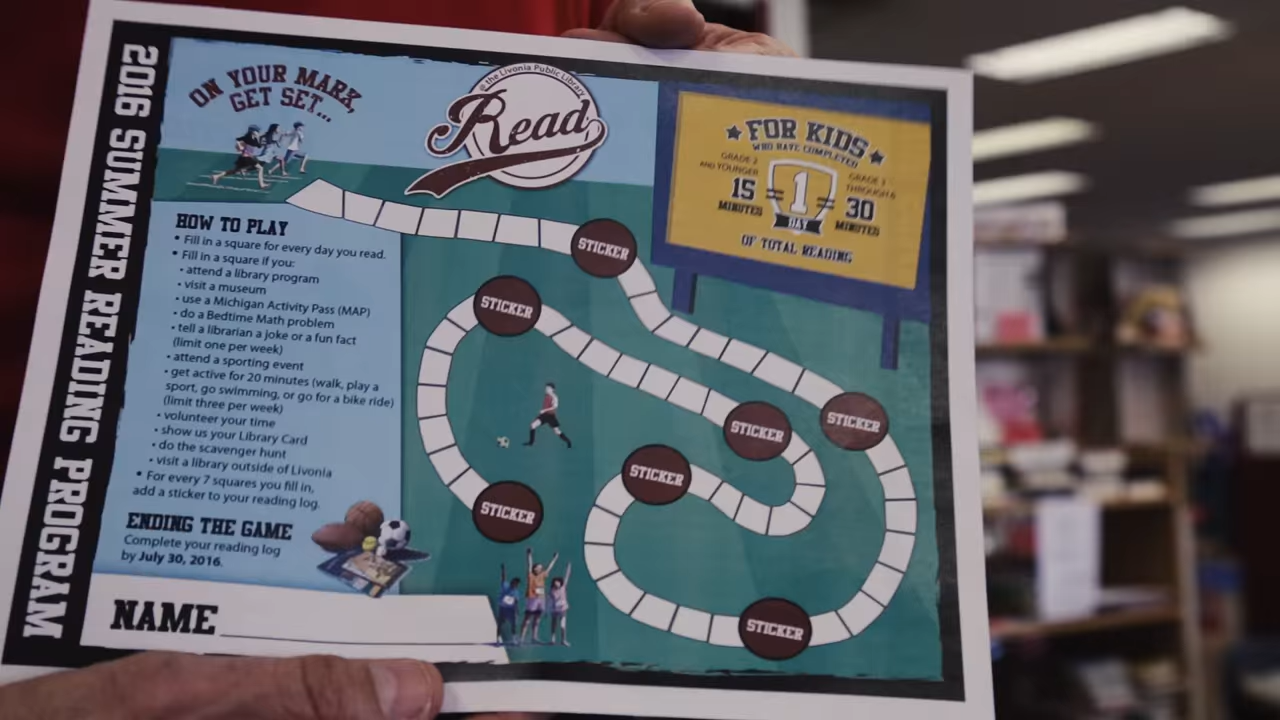 2016 SUMMER READING PROGRAM
ON YOUR MARK,
GET SET...
@ the Livonia Public Library
Read
FOR KIDS
WHO HAVE COMPLETED
GRADE 2
AND YOUNGER
15
MINUTES
=
1
DAY
=
GRADE 3
THROUGH 6
30
MINUTES
OF TOTAL READING
HOW TO PLAY
• Fill in a square for every day you read.
• Fill in a square if you:
• attend a library program
• visit a museum
• use a Michigan Activity Pass (MAP)
• do a Bedtime Math problem
• tell a librarian a joke or a fun fact
(limit one per week)
• attend a sporting event
• get active for 20 minutes (walk, play a
sport, go swimming, or go for a bike ride)
(limit three per week)
• volunteer your time
• show us your Library Card
• do the scavenger hunt
• visit a library outside of Livonia
• For every 7 squares you fill in,
add a sticker to your reading log.
ENDING THE GAME
Complete your reading log
by July 30, 2016.
NAME
STICKER
STICKER
STICKER
STICKER
STICKER
STICKER
STICKER